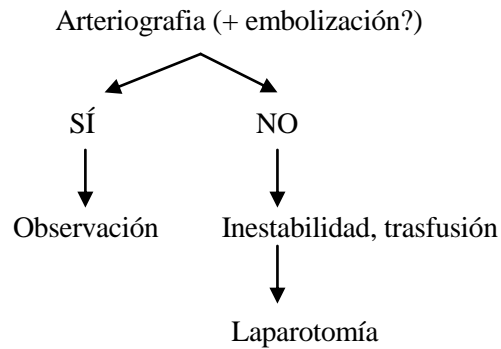 Arteriografia (+ embolización?)
SÍ NO
Observación Inestabilidad, trasfusión
Laparotomía